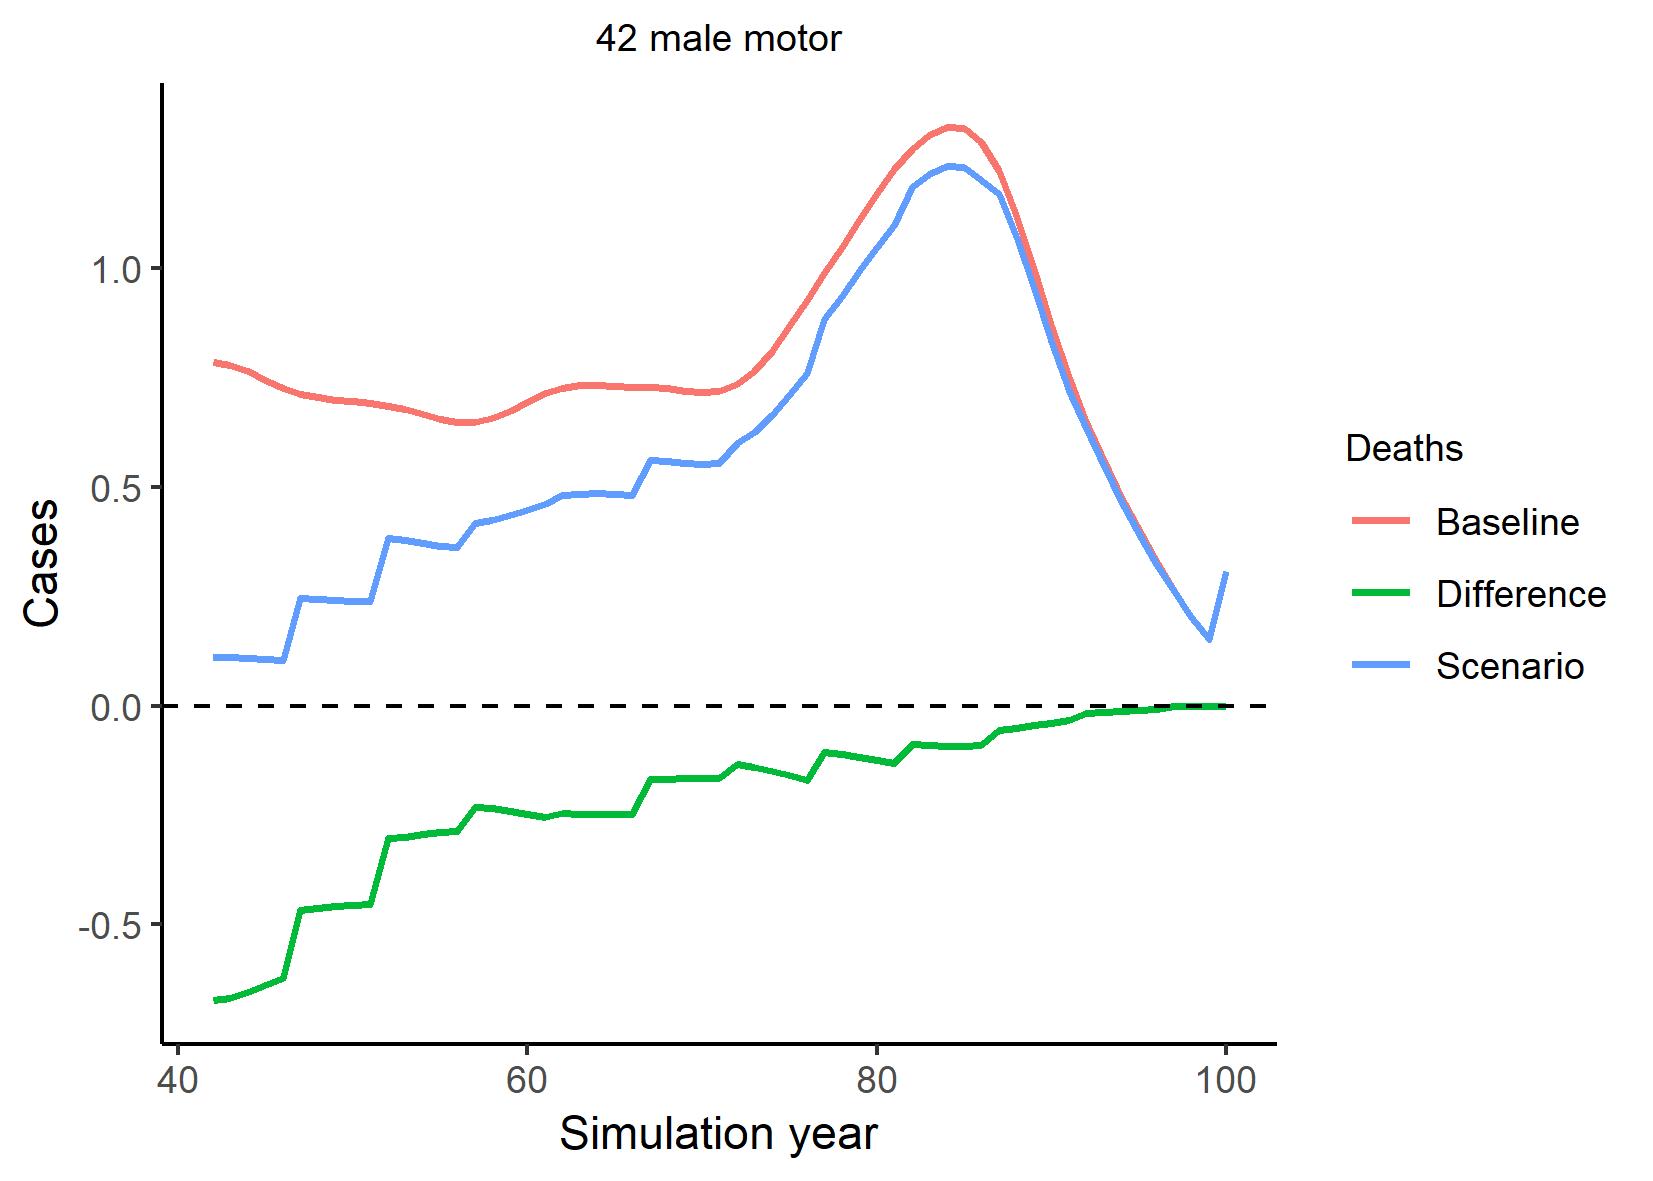 42 male motor
Cases
1.0
0.5
0.0
-0.5
40 60 80 100
Simulation year
Deaths
Baseline
Difference
Scenario